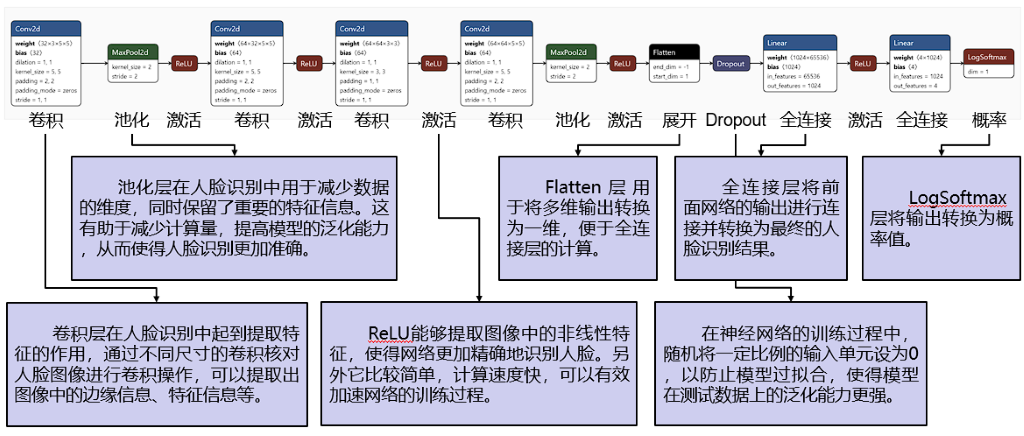 Conv2d
weight (32×3×5×5)
bias (32)
dilation = 1, 1
kernel_size = 5, 5
padding = 2, 2
padding_mode = zeros
stride = 1, 1
MaxPool2d
kernel_size = 2
stride = 2
ReLU
Conv2d
weight (64×32×5×5)
bias (64)
dilation = 1, 1
kernel_size = 5, 5
padding = 2, 2
padding_mode = zeros
stride = 1, 1
ReLU
Conv2d
weight (64×64×3×3)
bias (64)
dilation = 1, 1
kernel_size = 3, 3
padding = 2, 2
padding_mode = zeros
stride = 1, 1
ReLU
Conv2d
weight (64×64×5×5)
bias (64)
dilation = 1, 1
kernel_size = 5, 5
padding = 2, 2
padding_mode = zeros
stride = 1, 1
MaxPool2d
kernel_size = 2
stride = 2
ReLU
Flatten
end_dim = -1
start_dim = 1
Dropout
Linear
weight (1024×65536)
bias (1024)
in_features = 65536
out_features = 1024
ReLU
Linear
weight (4×1024)
bias (4)
in_features = 1024
out_features = 4
LogSoftmax
dim = 1
卷积 池化 激活 卷积 激活 卷积 激活 卷积 池化 激活 展开 Dropout 全连接 激活 全连接 概率
池化层在人脸识别中用于减少数据
的维度，同时保留了重要的特征信息。这
有助于减少计算量，提高模型的泛化能力
，从而使得人脸识别更加准确。
Flatten 层 用
于将多维输出转换
为一维，便于全连
接层的计算。
全连接层将前
面网络的输出进行连
接并转换为最终的人
脸识别结果。
LogSoftmax
层将输出转换为概
率值。
卷积层在人脸识别中起到提取特
征的作用，通过不同尺寸的卷积核对
人脸图像进行卷积操作，可以提取出
图像中的边缘信息、特征信息等。
ReLU能够提取图像中的非线性特
征，使得网络更加精确地识别人脸。另
外它比较简单，计算速度快，可以有效
加速网络的训练过程。
在神经网络的训练过程中，
随机将一定比例的输入单元设为0
，以防止模型过拟合，使得模型
在测试数据上的泛化能力更强。